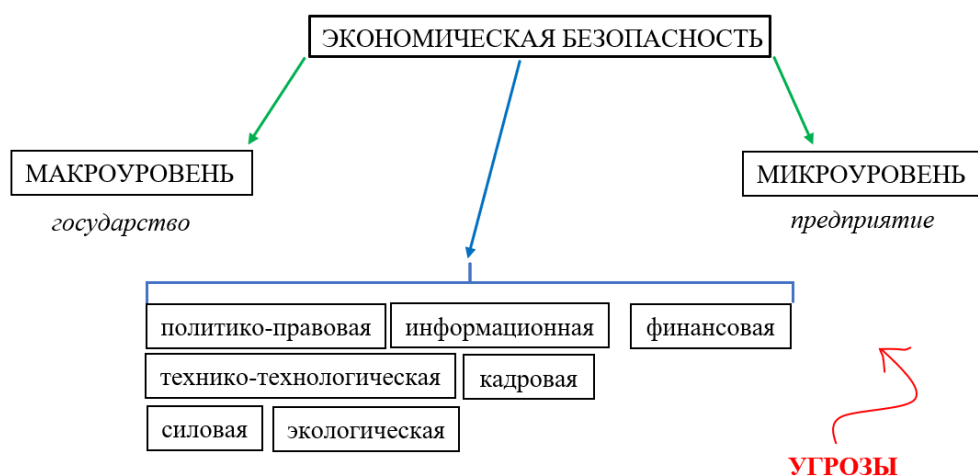 ЭКОНОМИЧЕСКАЯ БЕЗОПАСНОСТЬ
МАКРОУРОВЕНЬ
государство
МИКРОУРОВЕНЬ
предприятие
политико-правовая
информационная
финансовая
технико-технологическая
кадровая
силовая
экологическая
УГРОЗЫ